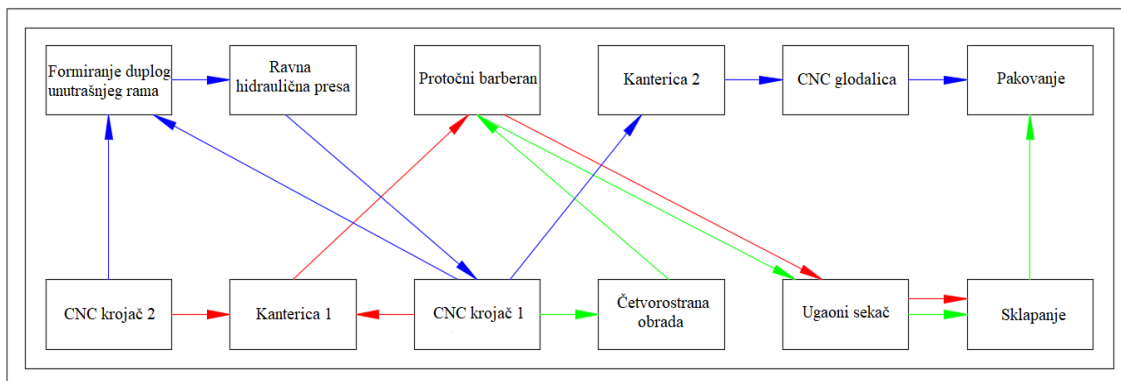 Formiranje duplog
unutrašnjeg rama
Ravna
hidraulična presa
Protočni barberan
Kanterica 2
CNC glodalica
Pakovanje
CNC krojač 2
Kanterica 1
CNC krojač 1
Četvorostrana
obrada
Ugaoni sekač
Sklapanje